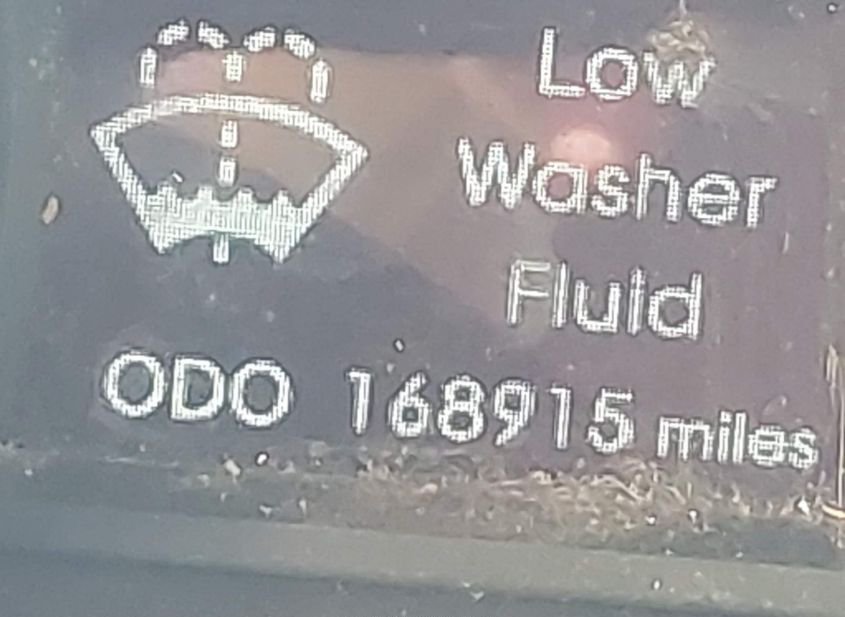 Low
Washer
Fluid
ODO 168915 miles